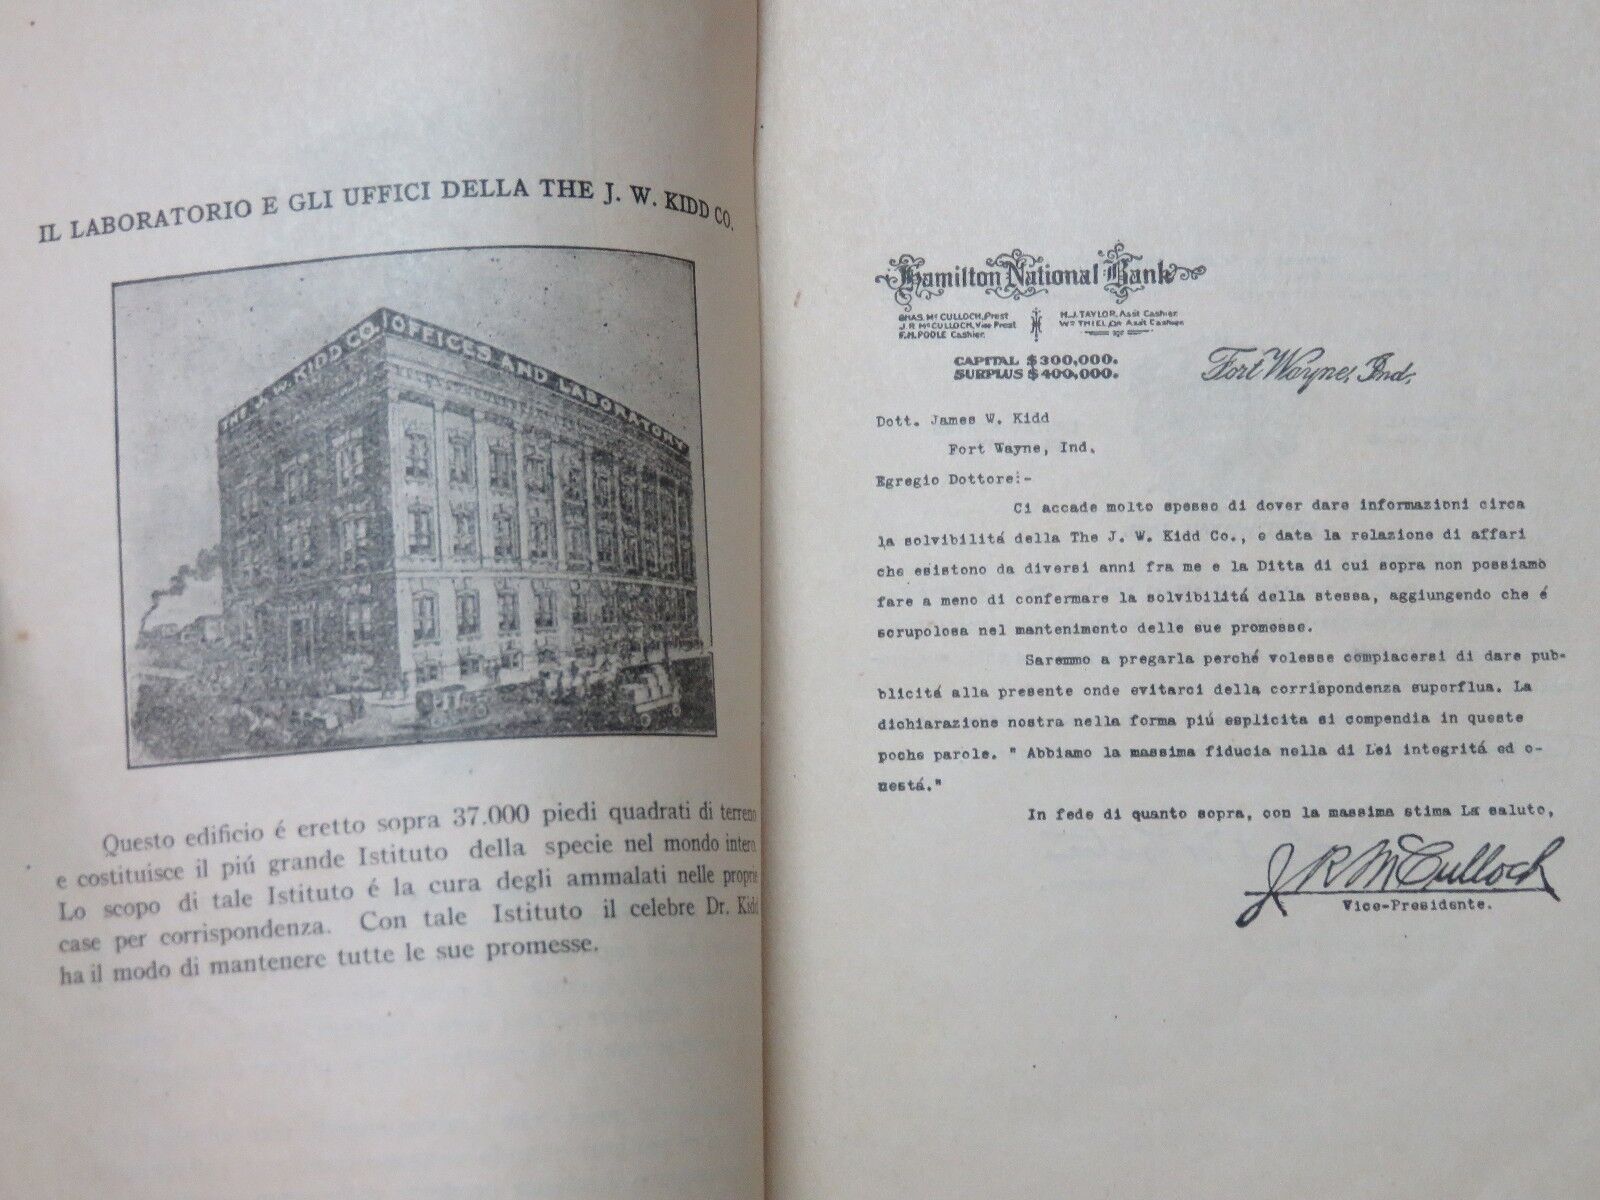 IL LABORATORIO E GLI UFFICI DELLA THE J. W. KIDD CO.
THE J. W. KIDD CO. OFFICES AND LABORATORY
Questo edificio é eretto sopra 37.000 piedi quadrati di terreno
e costituisce il piú grande Istituto della specie nel mondo intero.
Lo scopo di tale Istituto é la cura degli ammalati nelle proprie
case per corrispondenza. Con tale Istituto il celebre Dr. Kidd
ha il modo di mantenere tutte le sue promesse.
Hamilton National Bank
CHAS. McCULLOCH, Prest
J.R. McCULLOCH, Vice Prest
F.H. POOLE Cashier.
H.J. TAYLOR, Asst Cashier
Wm THIEL, Asst Cashier
CAPITAL $300,000.
SURPLUS $400,000.
Fort Wayne, Ind.
Dott. James W. Kidd
Fort Wayne, Ind.
Egregio Dottore:-
Ci accade molto spesso di dover dare informazioni circa
la solvibilitá della The J. W. Kidd Co., e data la relazione di affari
che esistono da diversi anni fra me e la Ditta di cui sopra non possiamo
fare a meno di confermare la solvibilitá della stessa, aggiungendo che é
scrupolosa nel mantenimento delle sue promesse.
Saremmo a pregarla perché volesse compiacersi di dare pub-
blicitá alla presente onde evitarci della corrispondenza superflua. La
dichiarazione nostra nella forma piú esplicita si compendia in queste
poche parole. " Abbiamo la massima fiducia nella di Lei integritá ed o-
nestá."
In fede di quanto sopra, con la massima stima La saluto,
J R McCulloch
Vice-Presidente.